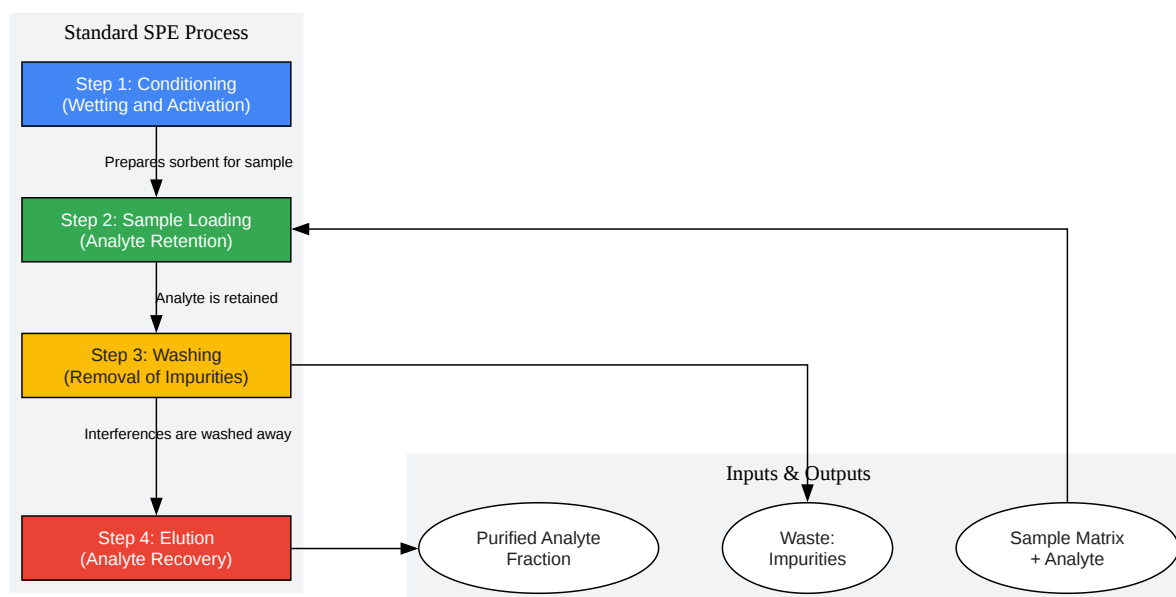 Standard SPE Process
Step 1: Conditioning
(Wetting and Activation)
Prepares sorbent for sample
Step 2: Sample Loading
(Analyte Retention)
Analyte is retained
Step 3: Washing
(Removal of Impurities)
Interferences are washed away
Step 4: Elution
(Analyte Recovery)
Inputs & Outputs
Purified Analyte
Fraction
Waste:
Impurities
Sample Matrix
+ Analyte